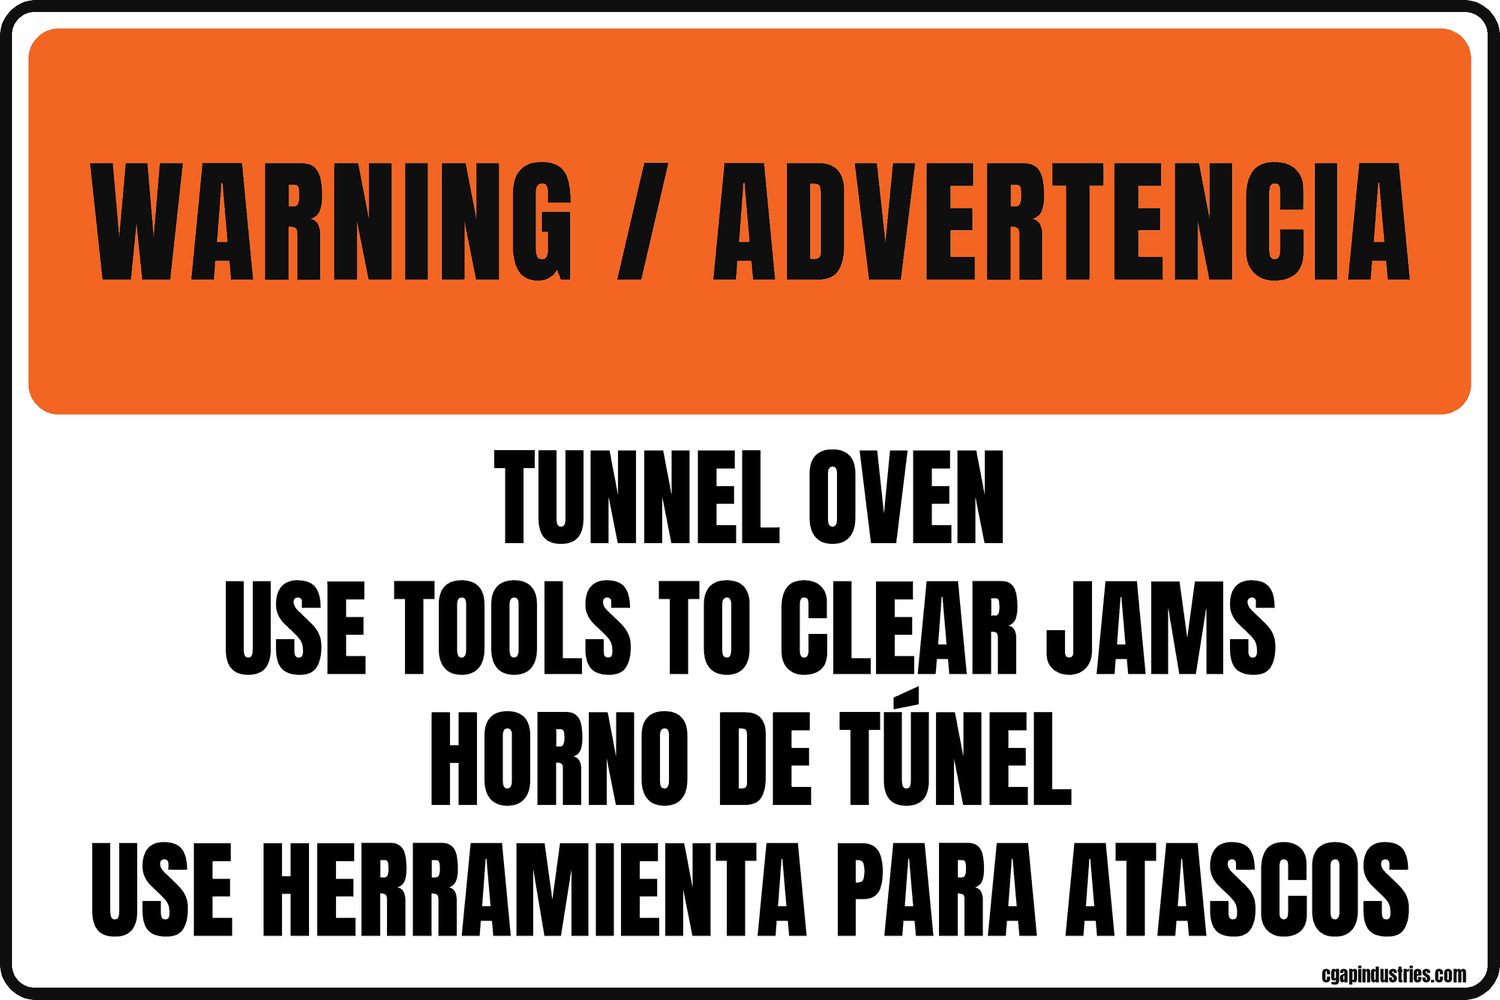 WARNING / ADVERTENCIA
TUNNEL OVEN
USE TOOLS TO CLEAR JAMS
HORNO DE TÚNEL
USE HERRAMIENTA PARA ATASCOS
cgapindustries.com